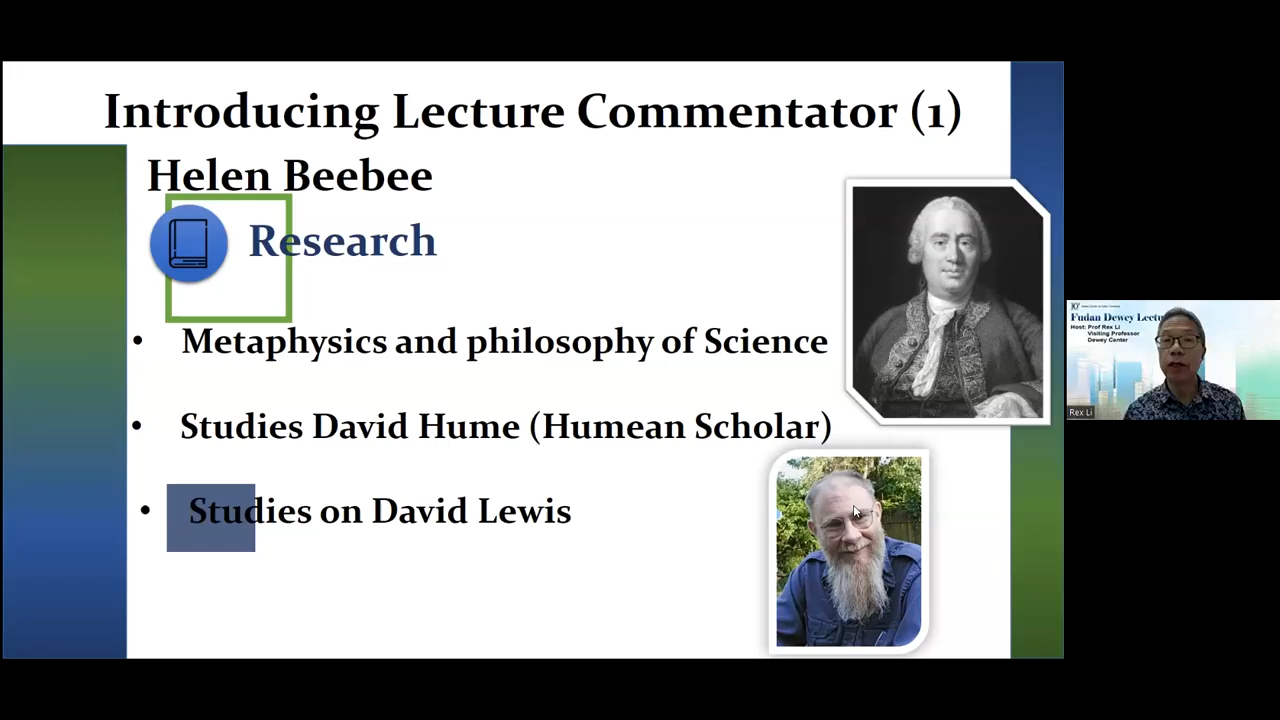 Introducing Lecture Commentator (1)
Helen Beebee
Research
• Metaphysics and philosophy of Science
• Studies David Hume (Humean Scholar)
• Studies on David Lewis
Fudan Dewey Lectu
Host: Prof Rex Li
Visiting Professor
Dewey Center
Rex Li